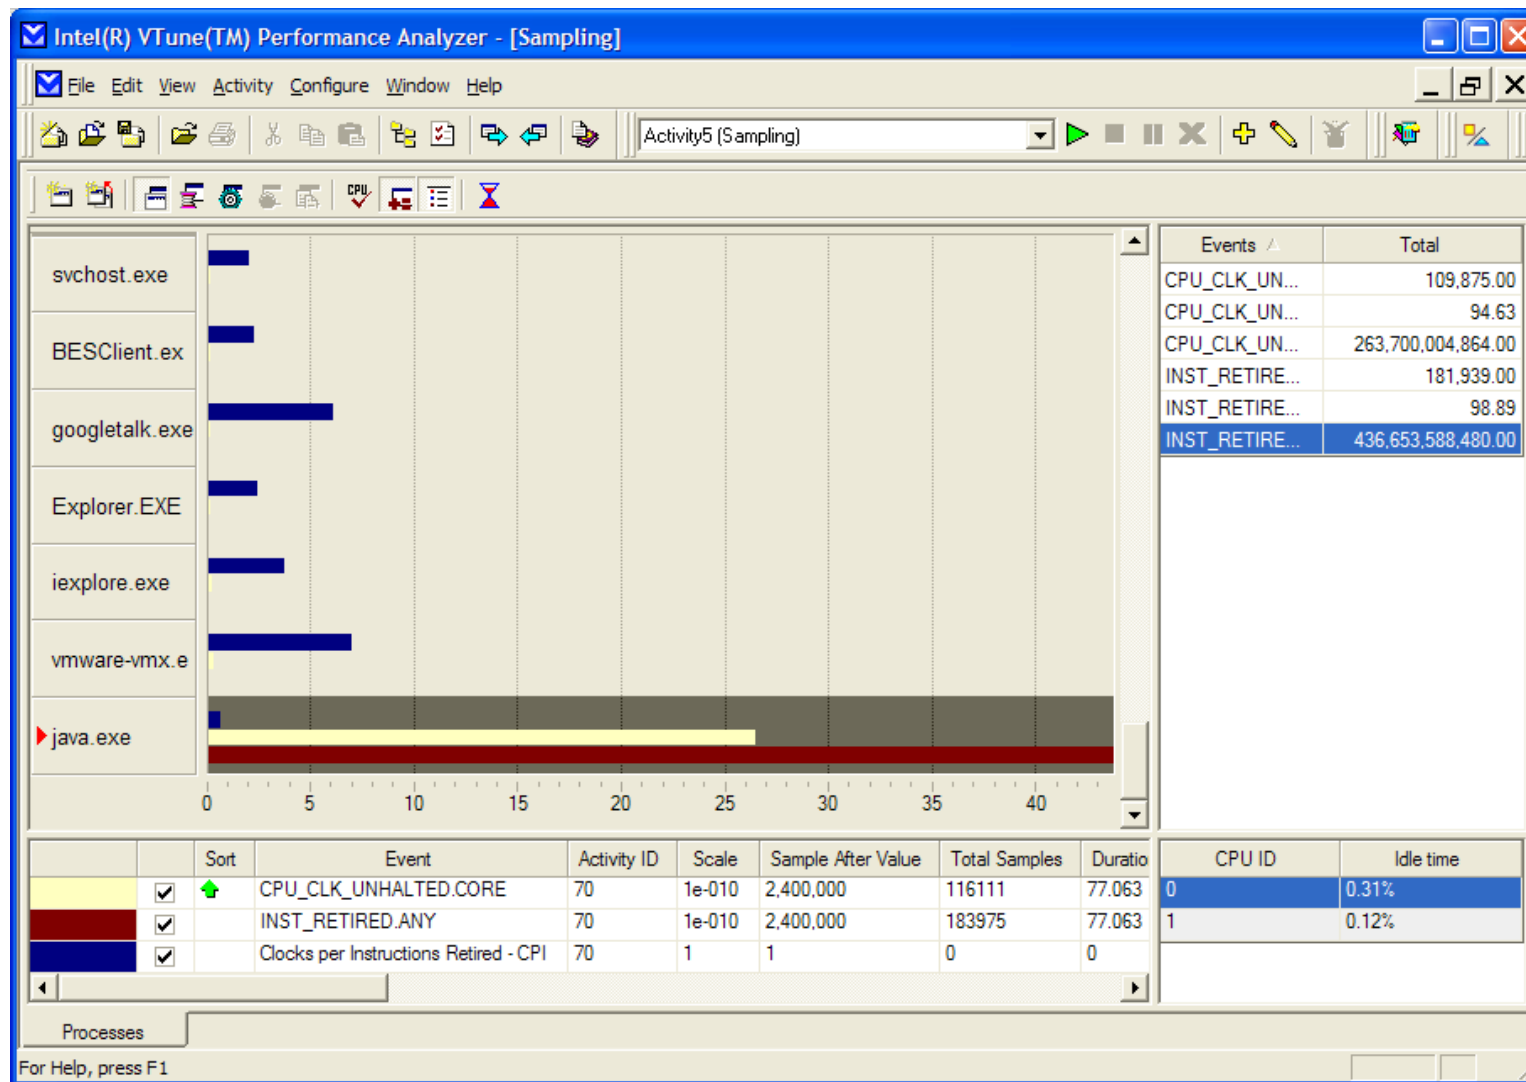 Intel(R) VTune(TM) Performance Analyzer - [Sampling]
File Edit View Activity Configure Window Help
Activity5 (Sampling)
CPU
svchost.exe
BESClient.ex
googletalk.exe
Explorer.EXE
iexplore.exe
vmware-vmx.e
java.exe
0 5 10 15 20 25 30 35 40
Events Total
CPU_CLK_UN... 109,875.00
CPU_CLK_UN... 94.63
CPU_CLK_UN... 263,700,004,864.00
INST_RETIRE... 181,939.00
INST_RETIRE... 98.89
INST_RETIRE... 436,653,588,480.00
Sort Event Activity ID Scale Sample After Value Total Samples Duratio
CPU_CLK_UNHALTED.CORE 70 1e-010 2,400,000 116111 77.063
INST_RETIRED.ANY 70 1e-010 2,400,000 183975 77.063
Clocks per Instructions Retired - CPI 70 1 1 0 0
CPU ID Idle time
0 0.31%
1 0.12%
Processes
For Help, press F1